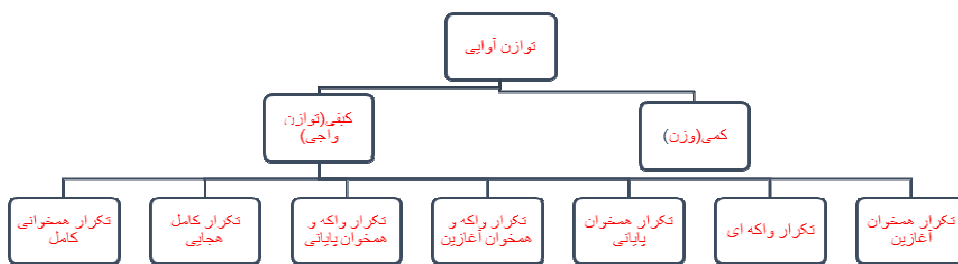 توازن آوایی
کمی(وزن)
کیفی(توازن
واجی)
تکرار همخوان
آغازین
تکرار واکه ای
تکرار همخوان
پایانی
تکرار واکه و
همخوان آغازین
تکرار واکه و
همخوان پایانی
تکرار کامل
هجایی
تکرار همخوانی
کامل